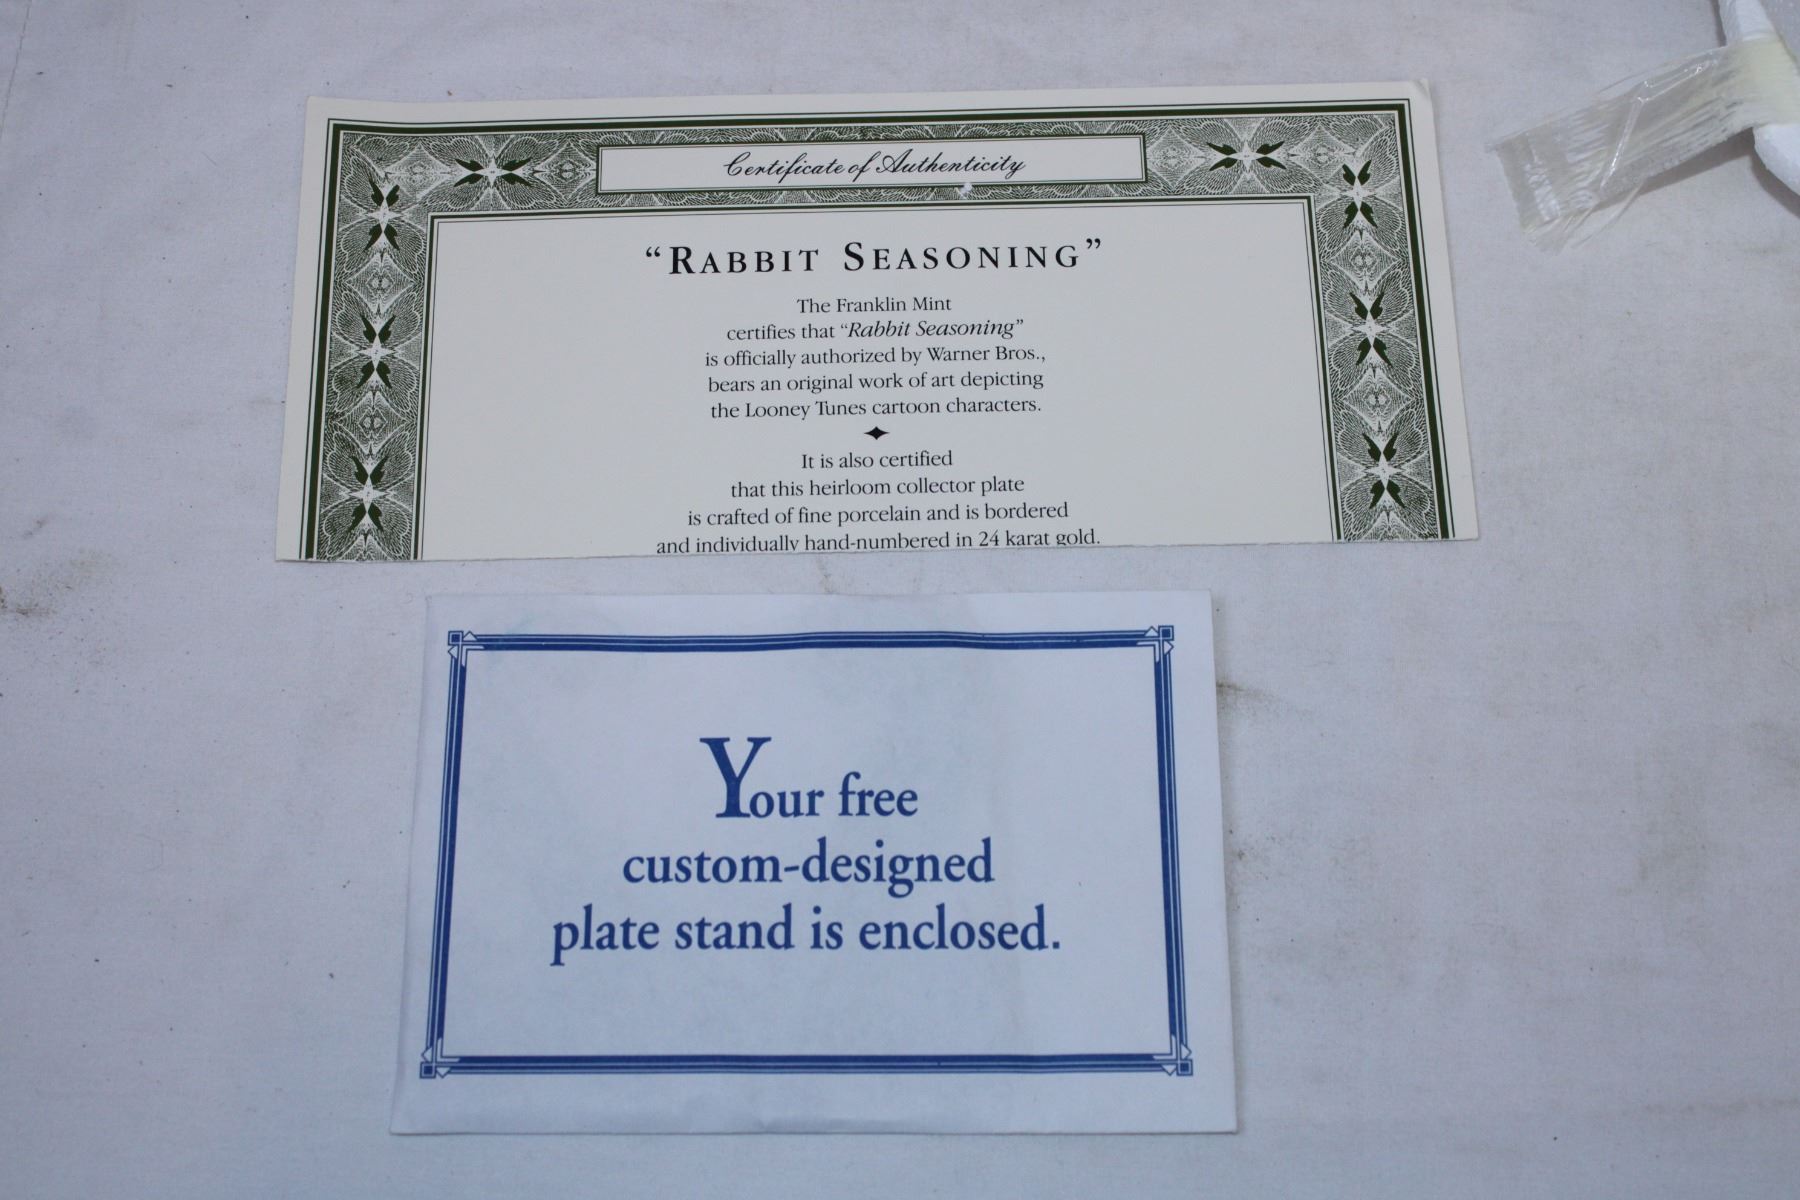 Certificate of Authenticity
“RABBIT SEASONING”
The Franklin Mint
certifies that “Rabbit Seasoning”
is officially authorized by Warner Bros.,
bears an original work of art depicting
the Looney Tunes cartoon characters.
It is also certified
that this heirloom collector plate
is crafted of fine porcelain and is bordered
and individually hand-numbered in 24 karat gold.
Your free
custom-designed
plate stand is enclosed.